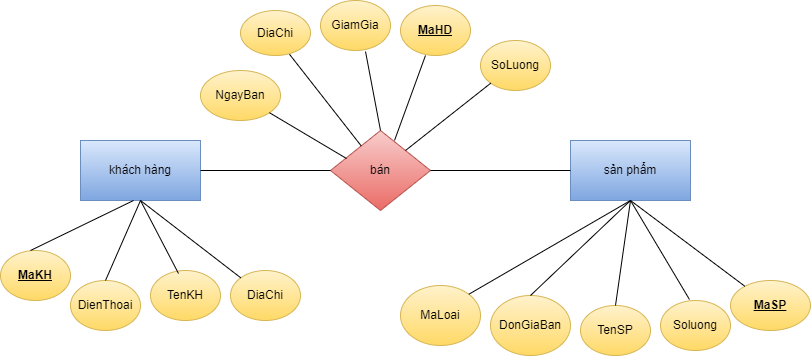 DiaChi
GiamGia
MaHD
SoLuong
NgayBan
khách hàng
bán
sản phẩm
MaKH
DienThoai
TenKH
DiaChi
MaLoai
DonGiaBan
TenSP
Soluong
MaSP